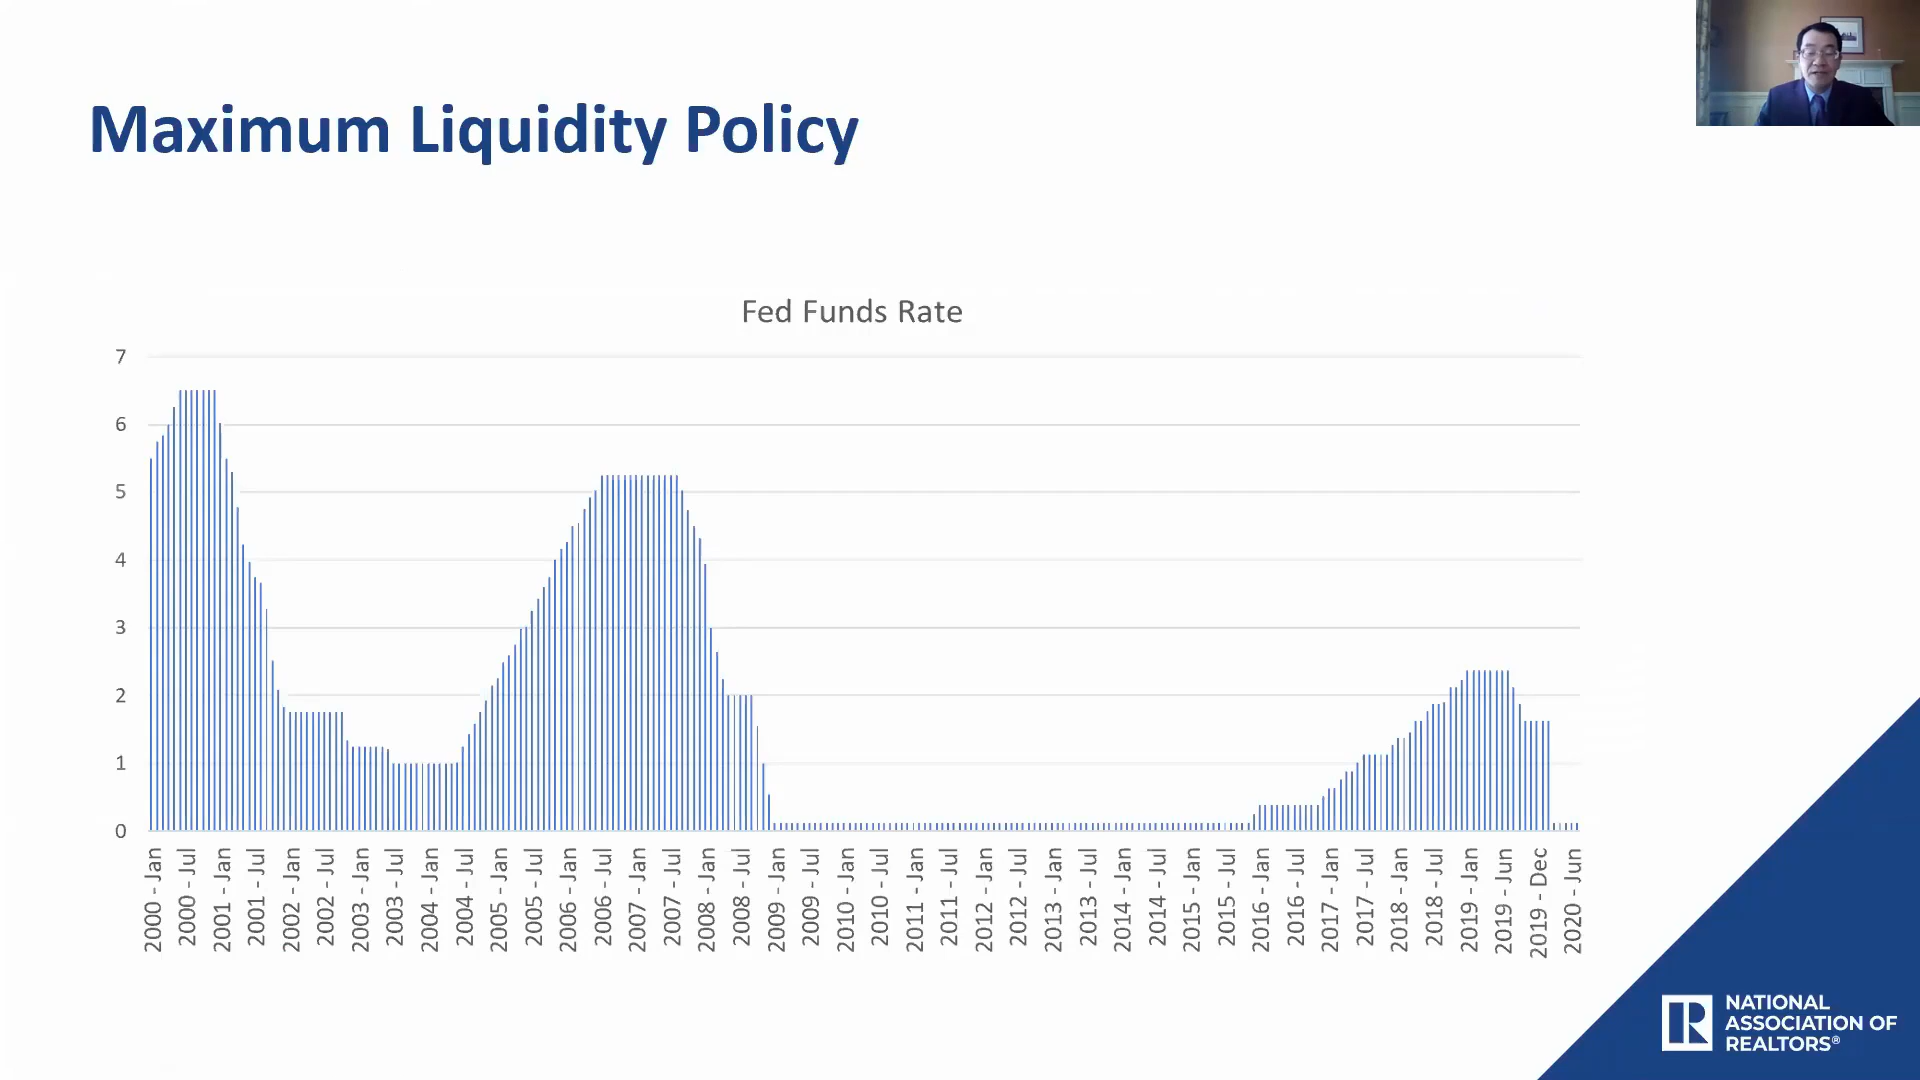 Maximum Liquidity Policy
Fed Funds Rate
7
6
5
4
3
2
1
0
2000 - Jan
2000 - Jul
2001 - Jan
2001 - Jul
2002 - Jan
2002 - Jul
2003 - Jan
2003 - Jul
2004 - Jan
2004 - Jul
2005 - Jan
2005 - Jul
2006 - Jan
2006 - Jul
2007 - Jan
2007 - Jul
2008 - Jan
2008 - Jul
2009 - Jan
2009 - Jul
2010 - Jan
2010 - Jul
2011 - Jan
2011 - Jul
2012 - Jan
2012 - Jul
2013 - Jan
2013 - Jul
2014 - Jan
2014 - Jul
2015 - Jan
2015 - Jul
2016 - Jan
2016 - Jul
2017 - Jan
2017 - Jul
2018 - Jan
2018 - Jul
2019 - Jan
2019 - Jun
2019 - Dec
2020 - Jun
NATIONAL
ASSOCIATION OF
REALTORS®